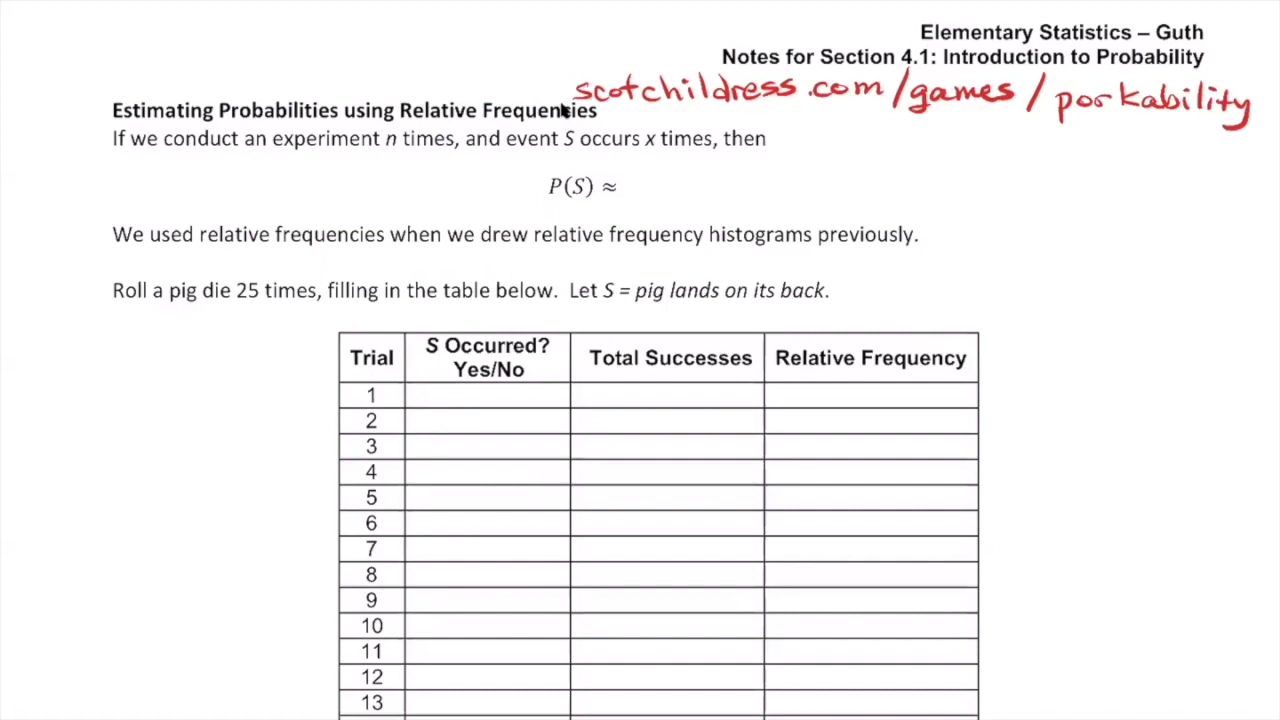 Elementary Statistics – Guth
Notes for Section 4.1: Introduction to Probability
scotchildress.com/games/porkability
Estimating Probabilities using Relative Frequencies
If we conduct an experiment n times, and event S occurs x times, then
P(S) ≈
We used relative frequencies when we drew relative frequency histograms previously.
Roll a pig die 25 times, filling in the table below. Let S = pig lands on its back.
Trial S Occurred? Yes/No Total Successes Relative Frequency
1
2
3
4
5
6
7
8
9
10
11
12
13